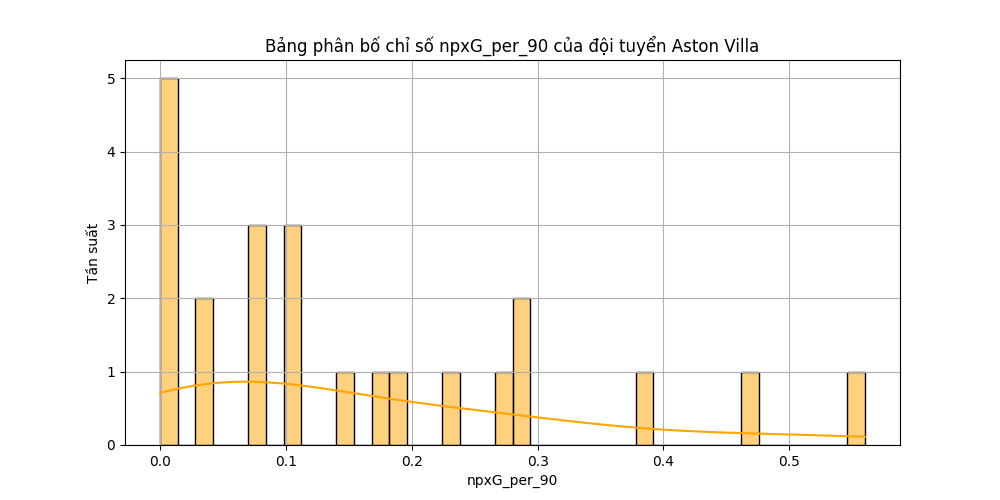 Bảng phân bố chỉ số npxG_per_90 của đội tuyển Aston Villa
Tần suất
5
4
3
2
1
0
0.0 0.1 0.2 0.3 0.4 0.5
npxG_per_90